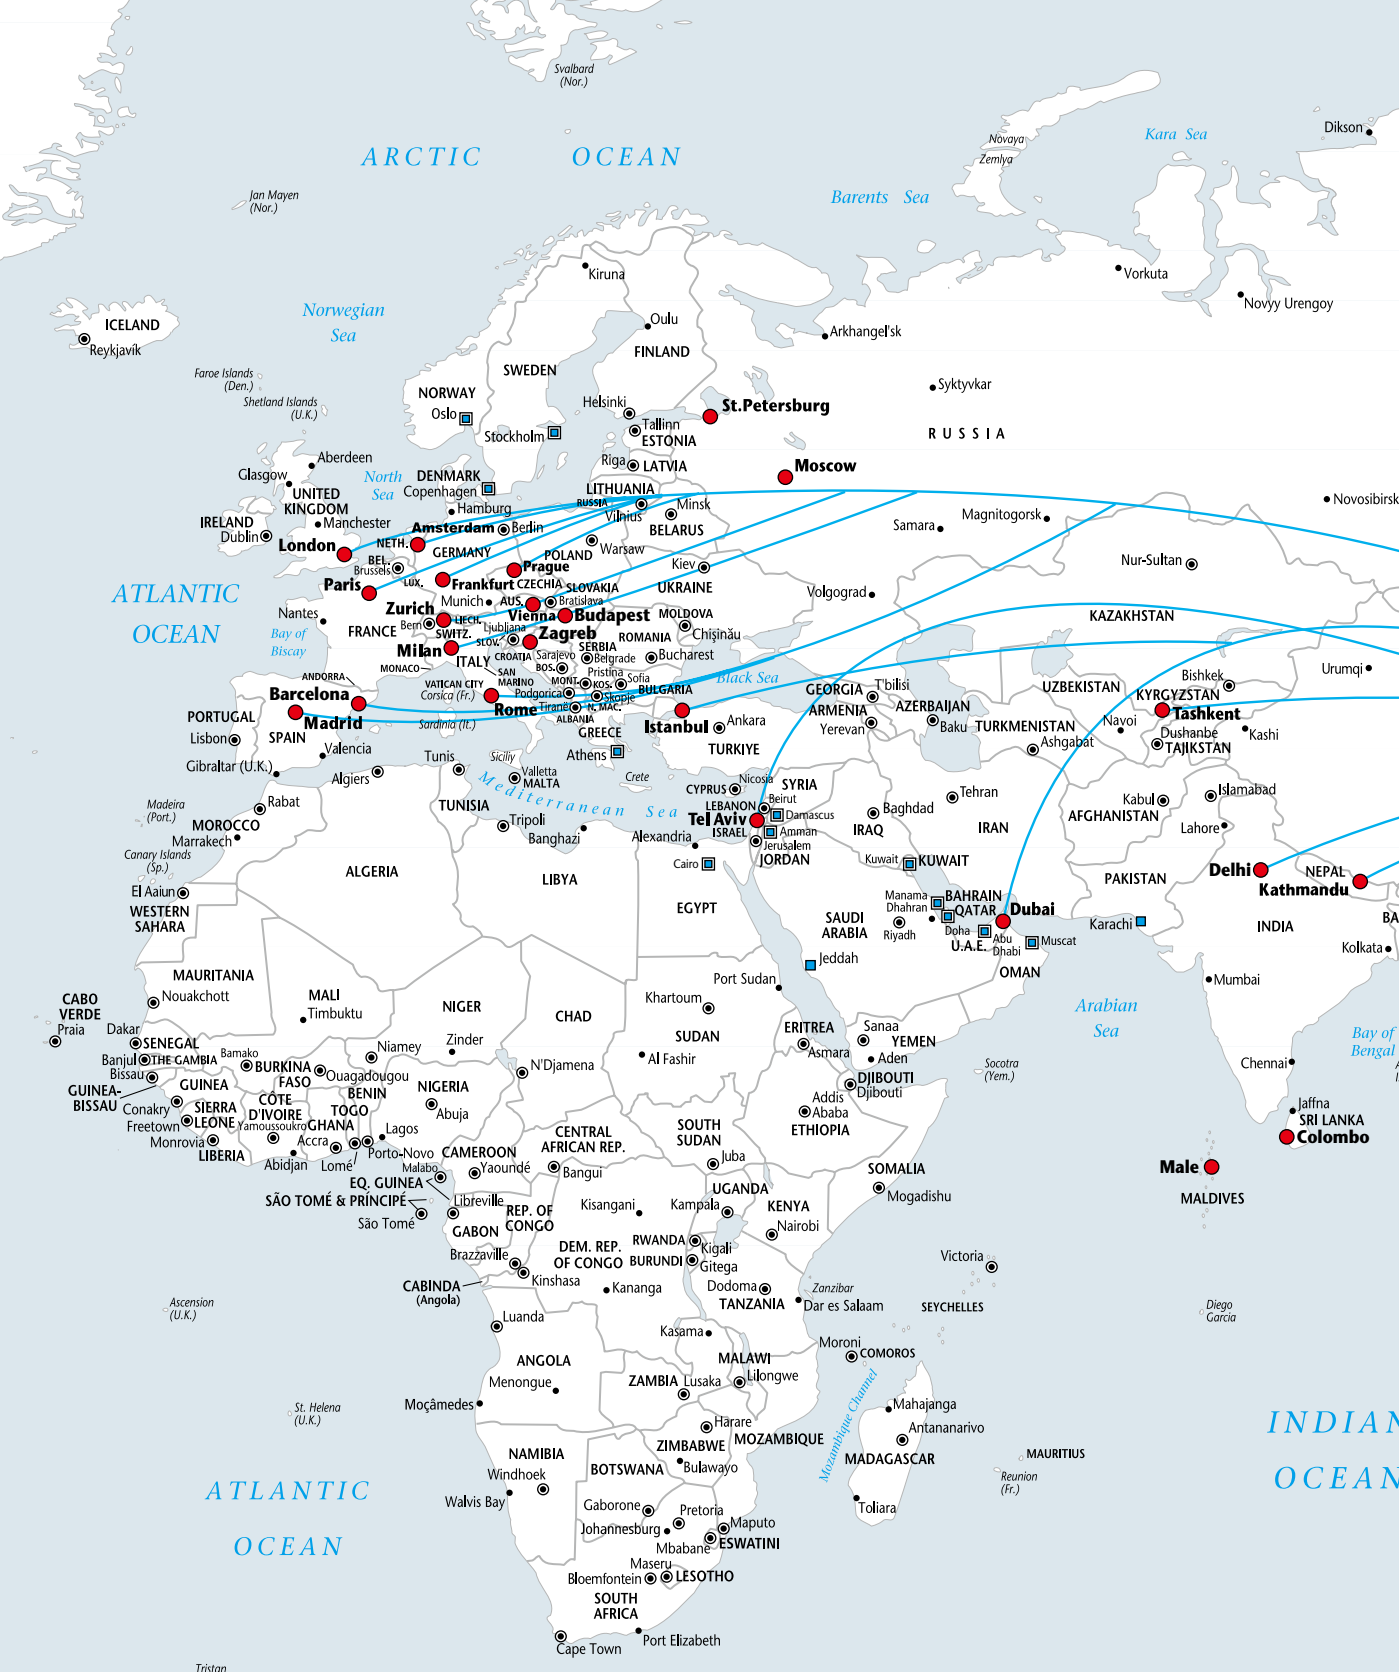 Svalbard
(Nor.)
ARCTIC OCEAN
Novaya
Zemlya
Kara Sea
Dikson
Jan Mayen
(Nor.)
Barents Sea
Kiruna
Vorkuta
Novyy Urengoy
Norwegian
Sea
ICELAND
Reykjavík
Oulu
Arkhangel'sk
FINLAND
Faroe Islands
(Den.)
SWEDEN
Syktyvkar
Shetland Islands
(U.K.)
NORWAY
Oslo
Helsinki
St.Petersburg
Stockholm
Tallinn
ESTONIA
RUSSIA
Aberdeen
Glasgow
North
Sea
DENMARK
Copenhagen
Riga
LATVIA
Moscow
UNITED
KINGDOM
LITHUANIA
RUSSIA
Vilnius
Minsk
Hamburg
Novosibirsk
IRELAND
Dublin
Manchester
Amsterdam
Berlin
BELARUS
Samara
Magnitogorsk
London
NETH.
GERMANY
POLAND
Warsaw
BEL.
Brussels
Prague
Kiev
Nur-Sultan
Paris
LUX.
Frankfurt
CZECHIA
SLOVAKIA
UKRAINE
Volgograd
ATLANTIC
OCEAN
Nantes
Zurich
Munich
AUS.
Bratislava
Vienna
Budapest
MOLDOVA
Chişinău
KAZAKHSTAN
Bay of
Biscay
FRANCE
Bern
LIECH.
SWITZ.
Ljubljana
SLOV.
Zagreb
ROMANIA
Milan
ITALY
CROATIA
SERBIA
Sarajevo
BOS.
Belgrade
Bucharest
MONACO
ANDORRA
VATICAN CITY
SAN
MARINO
MONT.
Pristina
KOS.
Sofia
Black Sea
Urumqi
Barcelona
Corsica (Fr.)
Rome
Podgorica
Skopje
BULGARIA
GEORGIA
T'bilisi
UZBEKISTAN
Bishkek
KYRGYZSTAN
PORTUGAL
Madrid
Sardinia (It.)
Tiranë
N. MAC.
ALBANIA
Istanbul
Ankara
ARMENIA
Yerevan
AZERBAIJAN
Baku
TURKMENISTAN
Navoi
Tashkent
Lisbon
SPAIN
GREECE
TURKIYE
Ashgabat
Dushanbe
TAJIKISTAN
Kashi
Valencia
Gibraltar (U.K.)
Algiers
Tunis
Siciliy
Valletta
MALTA
Athens
Crete
Nicosia
CYPRUS
SYRIA
Tehran
Kabul
Islamabad
Madeira
(Port.)
Rabat
TUNISIA
Mediterranean Sea
LEBANON
Beirut
Damascus
Baghdad
AFGHANISTAN
MOROCCO
Marrakech
Tripoli
Banghazi
Alexandria
Tel Aviv
ISRAEL
Amman
Jerusalem
JORDAN
IRAQ
IRAN
Lahore
Canary Islands
(Sp.)
Cairo
Kuwait
KUWAIT
Delhi
NEPAL
Kathmandu
ALGERIA
LIBYA
El Aaiun
WESTERN
SAHARA
EGYPT
Manama
Dhahran
BAHRAIN
QATAR
Dubai
PAKISTAN
SAUDI
ARABIA
Riyadh
Doha
U.A.E.
Abu
Dhabi
Muscat
Karachi
INDIA
BA
Kolkata
Jeddah
OMAN
MAURITANIA
Nouakchott
MALI
Timbuktu
NIGER
CHAD
Port Sudan
Khartoum
Mumbai
CABO
VERDE
Praia
Arabian
Sea
Dakar
SENEGAL
Zinder
SUDAN
ERITREA
Asmara
Sanaa
YEMEN
Bay of
Bengal
Banjul
THE GAMBIA
Bissau
Bamako
Niamey
N'Djamena
Al Fashir
Aden
Socotra
(Yem.)
Chennai
GUINEA-
BISSAU
GUINEA
BURKINA
FASO
Ouagadougou
BENIN
NIGERIA
Abuja
DJIBOUTI
Djibouti
Conakry
Freetown
SIERRA
LEONE
CÔTE
D'IVOIRE
Yamoussoukro
TOGO
GHANA
Accra
Lagos
Addis
Ababa
ETHIOPIA
Jaffna
SRI LANKA
Colombo
Monrovia
LIBERIA
Abidjan
Lomé
Porto-Novo
CAMEROON
Malabo
Yaoundé
CENTRAL
AFRICAN REP.
Bangui
SOUTH
SUDAN
Juba
Male
MALDIVES
EQ. GUINEA
SÃO TOMÉ & PRÍNCIPÉ
São Tomé
Libreville
GABON
REP. OF
CONGO
Kisangani
UGANDA
Kampala
KENYA
Nairobi
SOMALIA
Mogadishu
Brazzaville
Kinshasa
DEM. REP.
OF CONGO
RWANDA
Kigali
BURUNDI
Gitega
Victoria
CABINDA
(Angola)
Kananga
Dodoma
TANZANIA
Zanzibar
Dar es Salaam
SEYCHELLES
Ascension
(U.K.)
Diego
Garcia
Luanda
Kasama
Moroni
COMOROS
ANGOLA
Menongue
MALAWI
Lilongwe
ZAMBIA
Lusaka
Moçâmedes
St. Helena
(U.K.)
Mozambique Channel
Mahajanga
Antananarivo
INDIAN
OCEAN
Harare
ZIMBABWE
MOZAMBIQUE
MADAGASCAR
MAURITIUS
NAMIBIA
Windhoek
BOTSWANA
Bulawayo
Reunion
(Fr.)
ATLANTIC
OCEAN
Walvis Bay
Gaborone
Pretoria
Toliara
Johannesburg
Maputo
Mbabane
ESWATINI
Maseru
Bloemfontein
LESOTHO
SOUTH
AFRICA
Cape Town
Port Elizabeth
Tristan